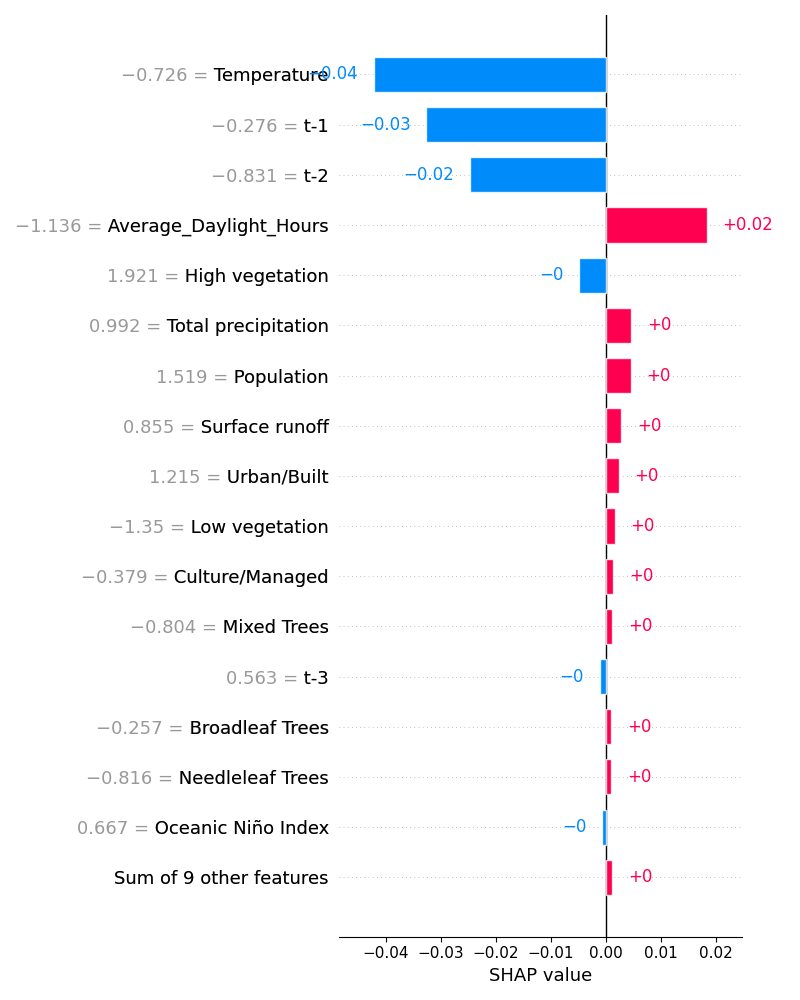 −0.726 = Temperature −0.04
−0.276 = t-1 −0.03
−0.831 = t-2 −0.02
−1.136 = Average_Daylight_Hours +0.02
1.921 = High vegetation −0
0.992 = Total precipitation +0
1.519 = Population +0
0.855 = Surface runoff +0
1.215 = Urban/Built +0
−1.35 = Low vegetation +0
−0.379 = Culture/Managed +0
−0.804 = Mixed Trees +0
0.563 = t-3 −0
−0.257 = Broadleaf Trees +0
−0.816 = Needleleaf Trees +0
0.667 = Oceanic Niño Index −0
Sum of 9 other features +0
−0.04 −0.03 −0.02 −0.01 0.00 0.01 0.02
SHAP value